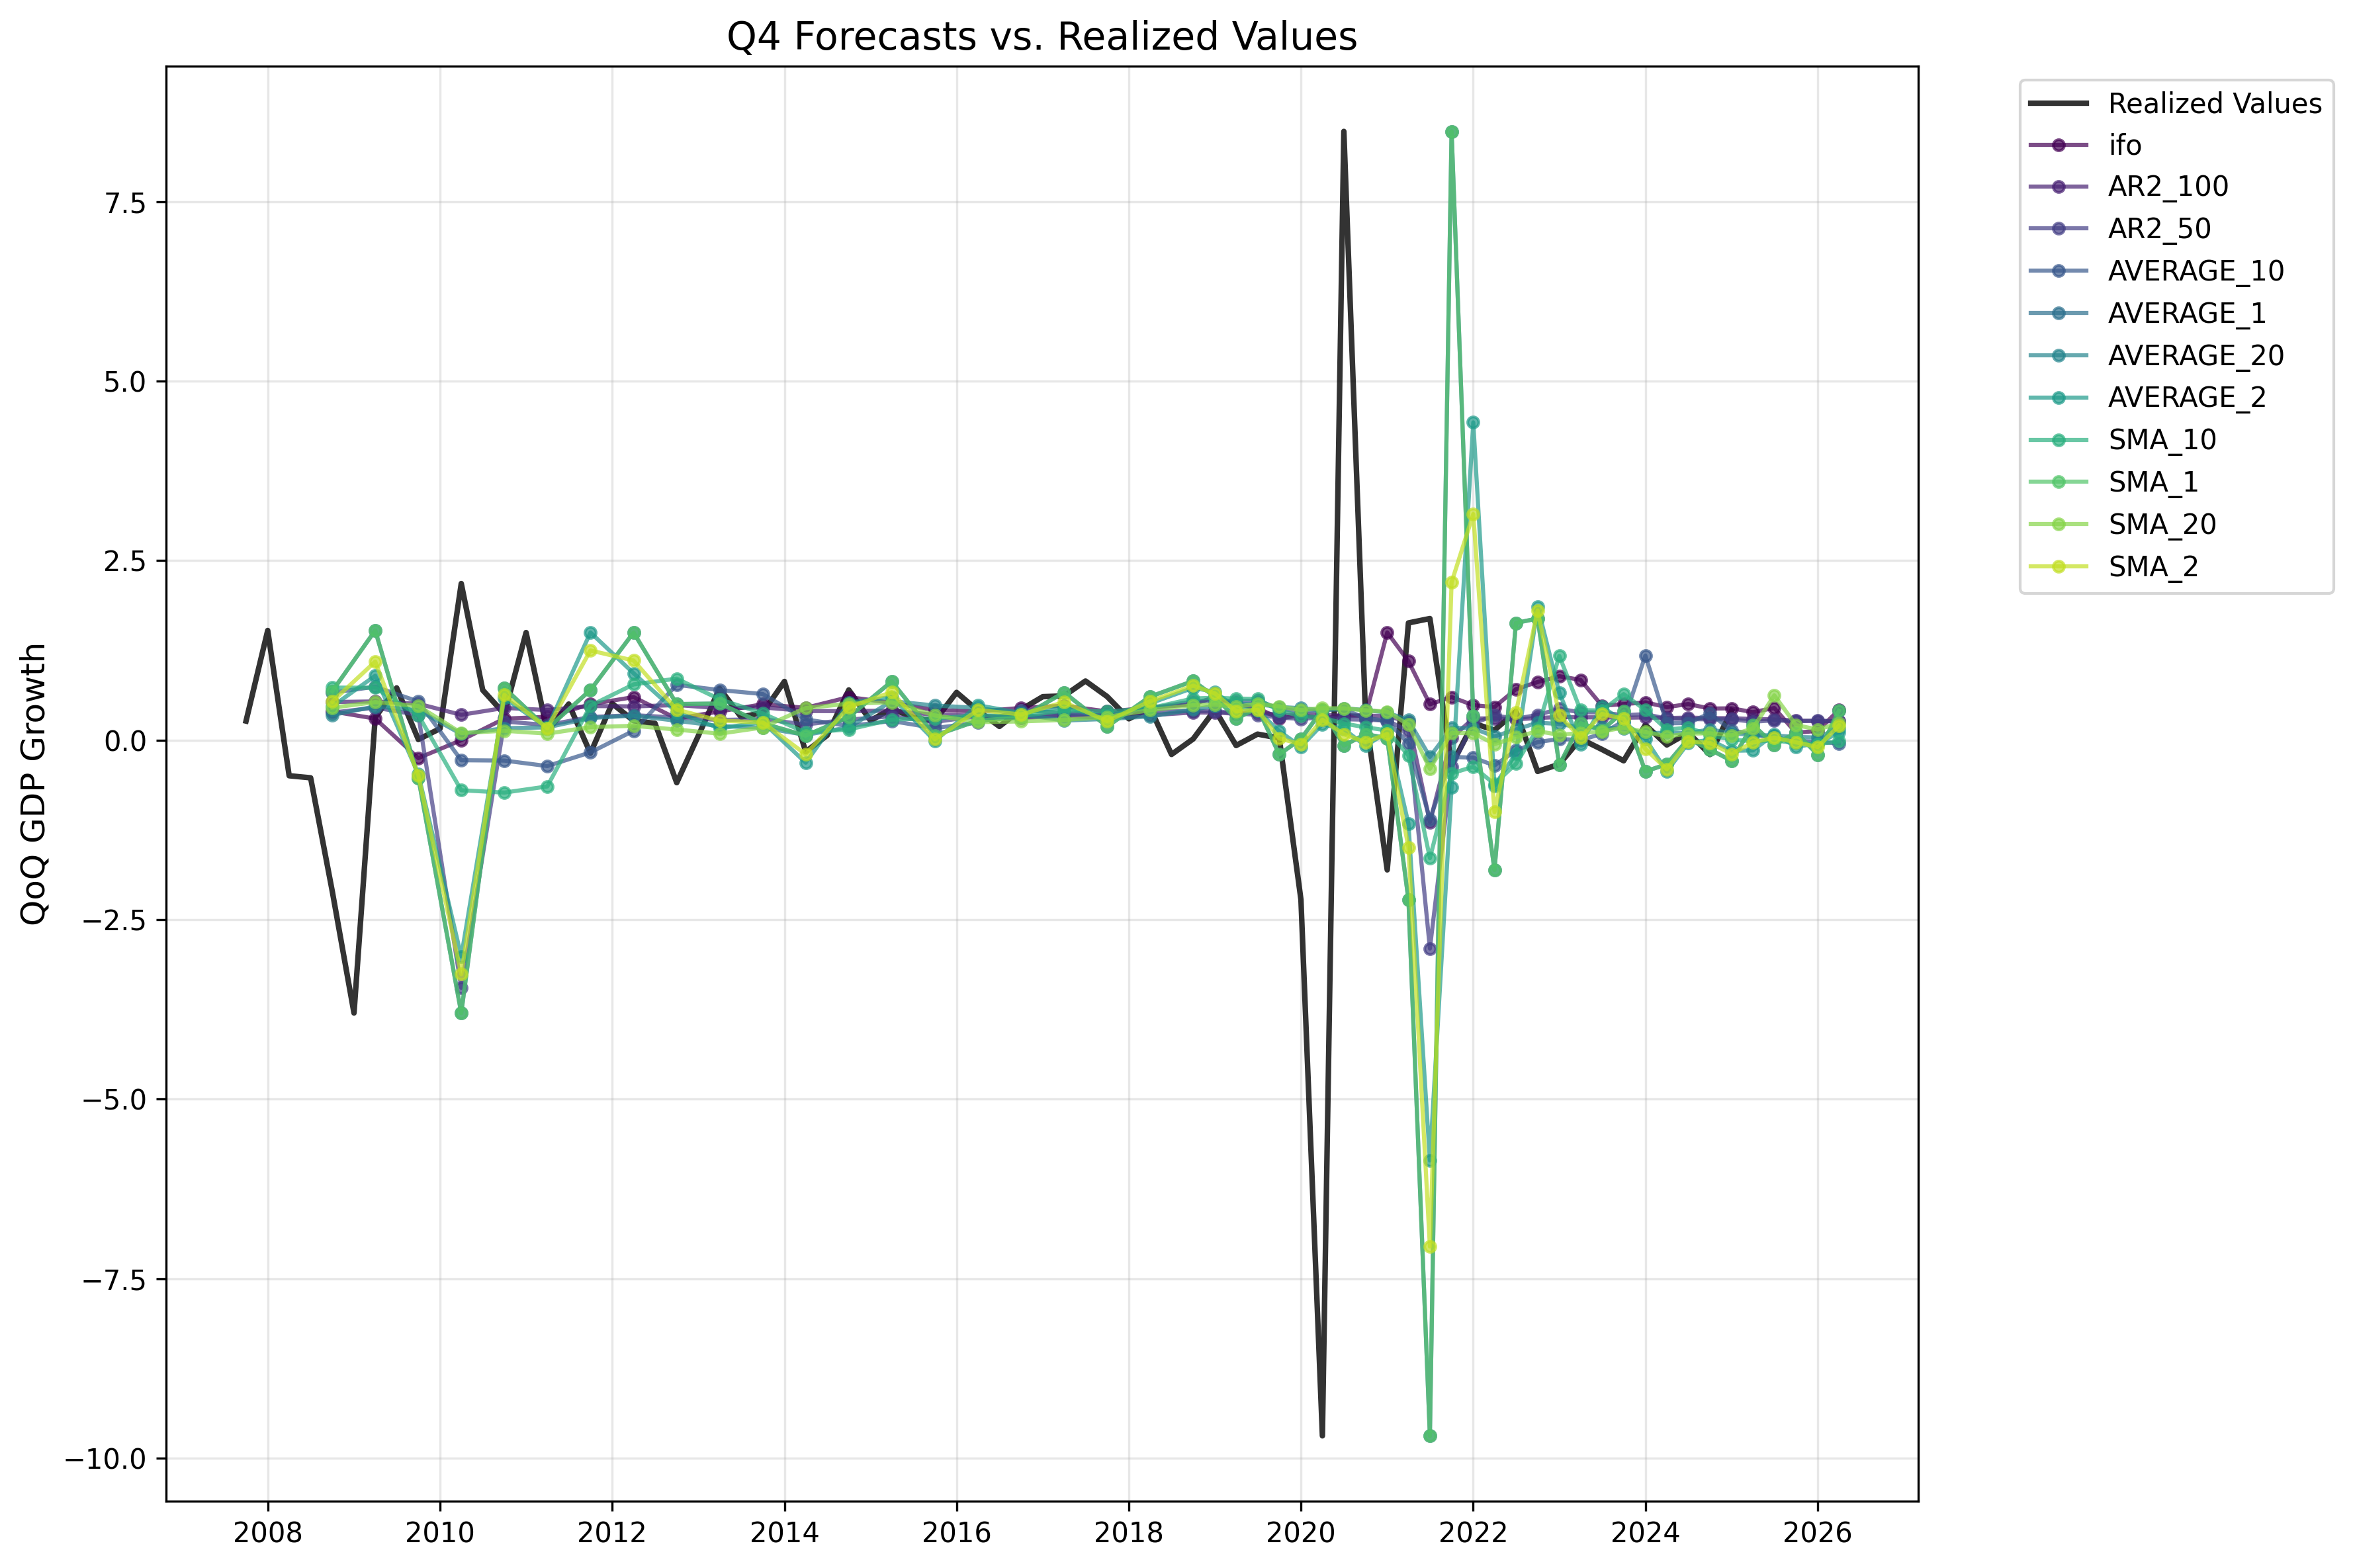 Q4 Forecasts vs. Realized Values
QoQ GDP Growth
7.5
5.0
2.5
0.0
−2.5
−5.0
−7.5
−10.0
2008
2010
2012
2014
2016
2018
2020
2022
2024
2026
Realized Values
ifo
AR2_100
AR2_50
AVERAGE_10
AVERAGE_1
AVERAGE_20
AVERAGE_2
SMA_10
SMA_1
SMA_20
SMA_2